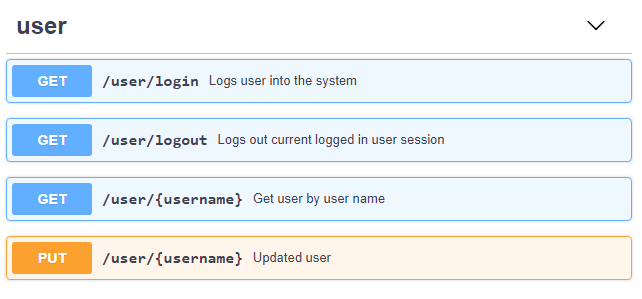 user
GET /user/login Logs user into the system
GET /user/logout Logs out current logged in user session
GET /user/{username} Get user by user name
PUT /user/{username} Updated user